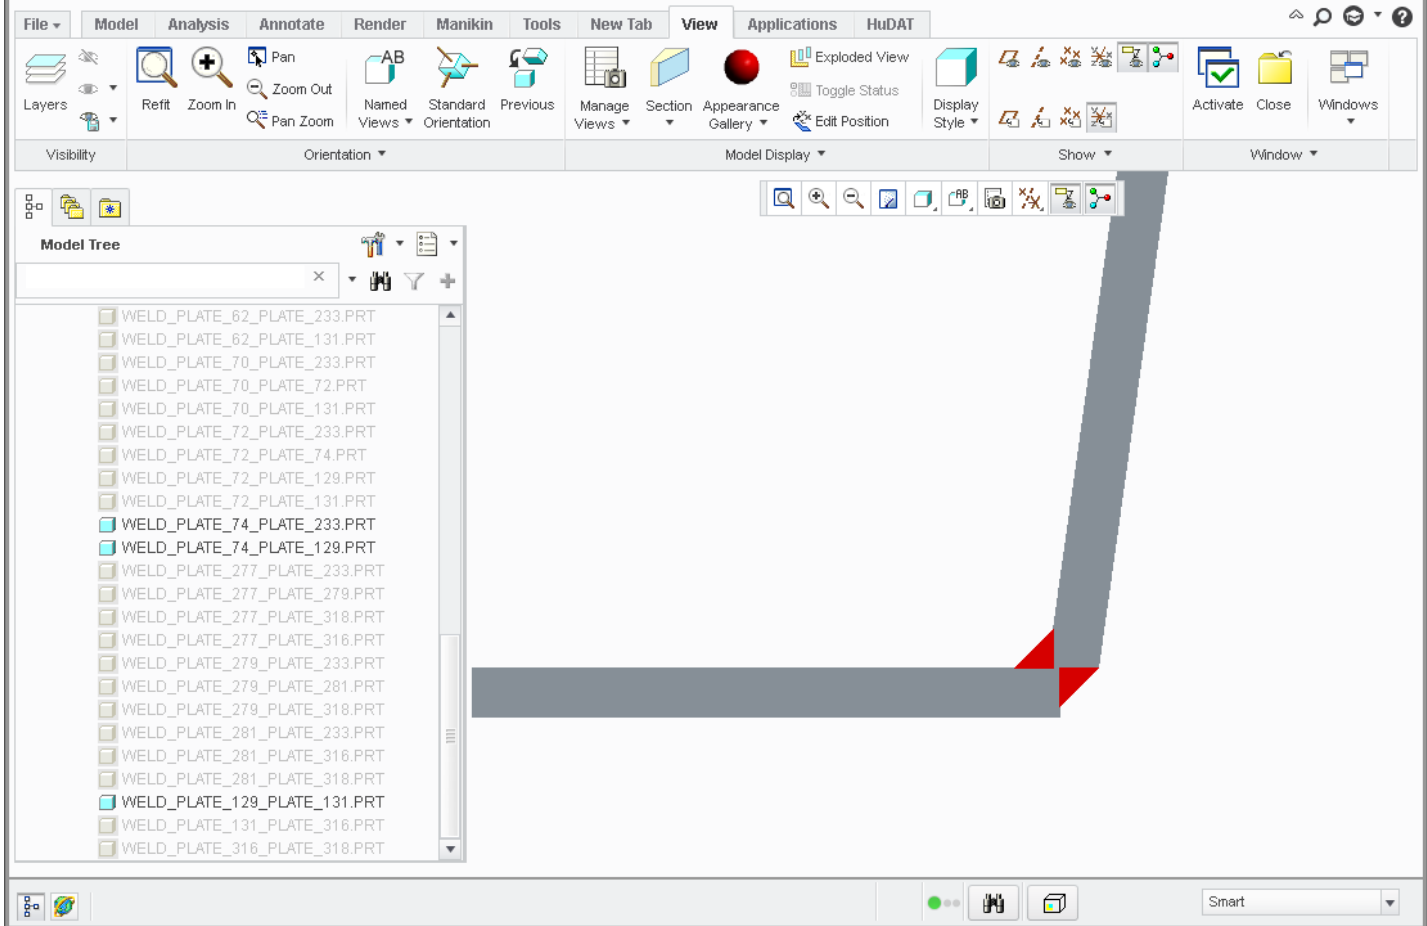 File Model Analysis Annotate Render Manikin Tools New Tab View Applications HuDAT
Layers
Refit
Zoom In
Pan
Zoom Out
Pan Zoom
Named Views
Standard Orientation
Previous
Manage Views
Section
Appearance Gallery
Exploded View
Toggle Status
Edit Position
Display Style
Activate
Close
Windows
Visibility Orientation Model Display Show Window
Model Tree
WELD_PLATE_62_PLATE_233.PRT
WELD_PLATE_62_PLATE_131.PRT
WELD_PLATE_70_PLATE_233.PRT
WELD_PLATE_70_PLATE_72.PRT
WELD_PLATE_70_PLATE_131.PRT
WELD_PLATE_72_PLATE_233.PRT
WELD_PLATE_72_PLATE_74.PRT
WELD_PLATE_72_PLATE_129.PRT
WELD_PLATE_72_PLATE_131.PRT
WELD_PLATE_74_PLATE_233.PRT
WELD_PLATE_74_PLATE_129.PRT
WELD_PLATE_277_PLATE_233.PRT
WELD_PLATE_277_PLATE_279.PRT
WELD_PLATE_277_PLATE_318.PRT
WELD_PLATE_277_PLATE_316.PRT
WELD_PLATE_279_PLATE_233.PRT
WELD_PLATE_279_PLATE_281.PRT
WELD_PLATE_279_PLATE_318.PRT
WELD_PLATE_281_PLATE_233.PRT
WELD_PLATE_281_PLATE_316.PRT
WELD_PLATE_281_PLATE_318.PRT
WELD_PLATE_129_PLATE_131.PRT
WELD_PLATE_131_PLATE_316.PRT
WELD_PLATE_316_PLATE_318.PRT
Smart